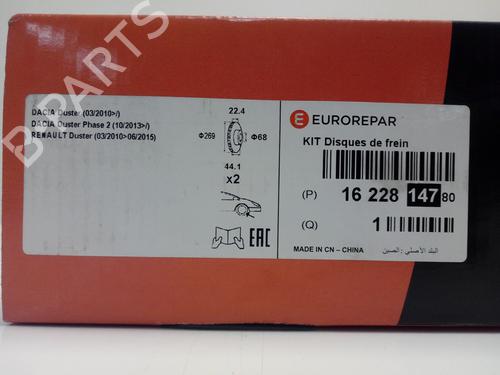 B PARTS
DACIA Duster (03/2010>/)
DACIA Duster Phase 2 (10/2013>/)
RENAULT Duster (03/2010>06/2015)
22.4
Φ269
Φ68
44.1
x2
EAC
E EUROREPAR
KIT Disques de frein
(P) 16 228 147 80
(Q) 1
MADE IN CN – CHINA
البلد الأصلي: الصين